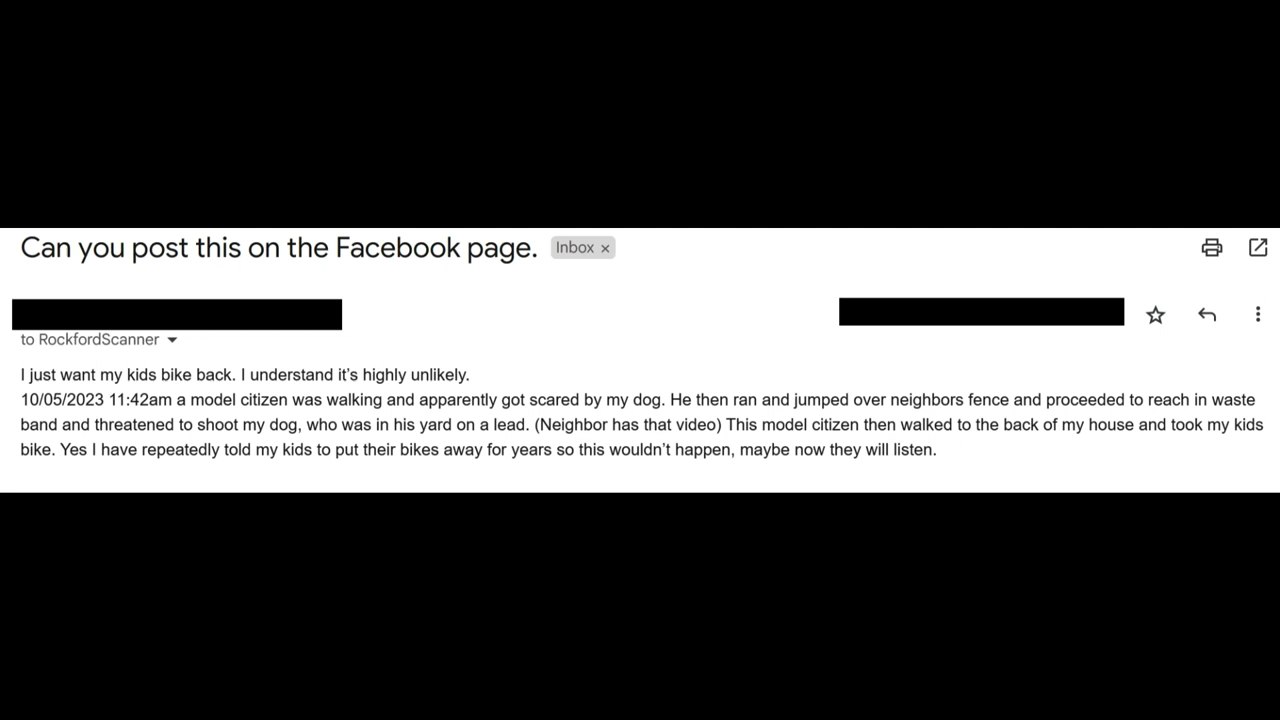 Can you post this on the Facebook page. Inbox ×
to RockfordScanner
I just want my kids bike back. I understand it’s highly unlikely.
10/05/2023 11:42am a model citizen was walking and apparently got scared by my dog. He then ran and jumped over neighbors fence and proceeded to reach in waste
band and threatened to shoot my dog, who was in his yard on a lead. (Neighbor has that video) This model citizen then walked to the back of my house and took my kids
bike. Yes I have repeatedly told my kids to put their bikes away for years so this wouldn’t happen, maybe now they will listen.